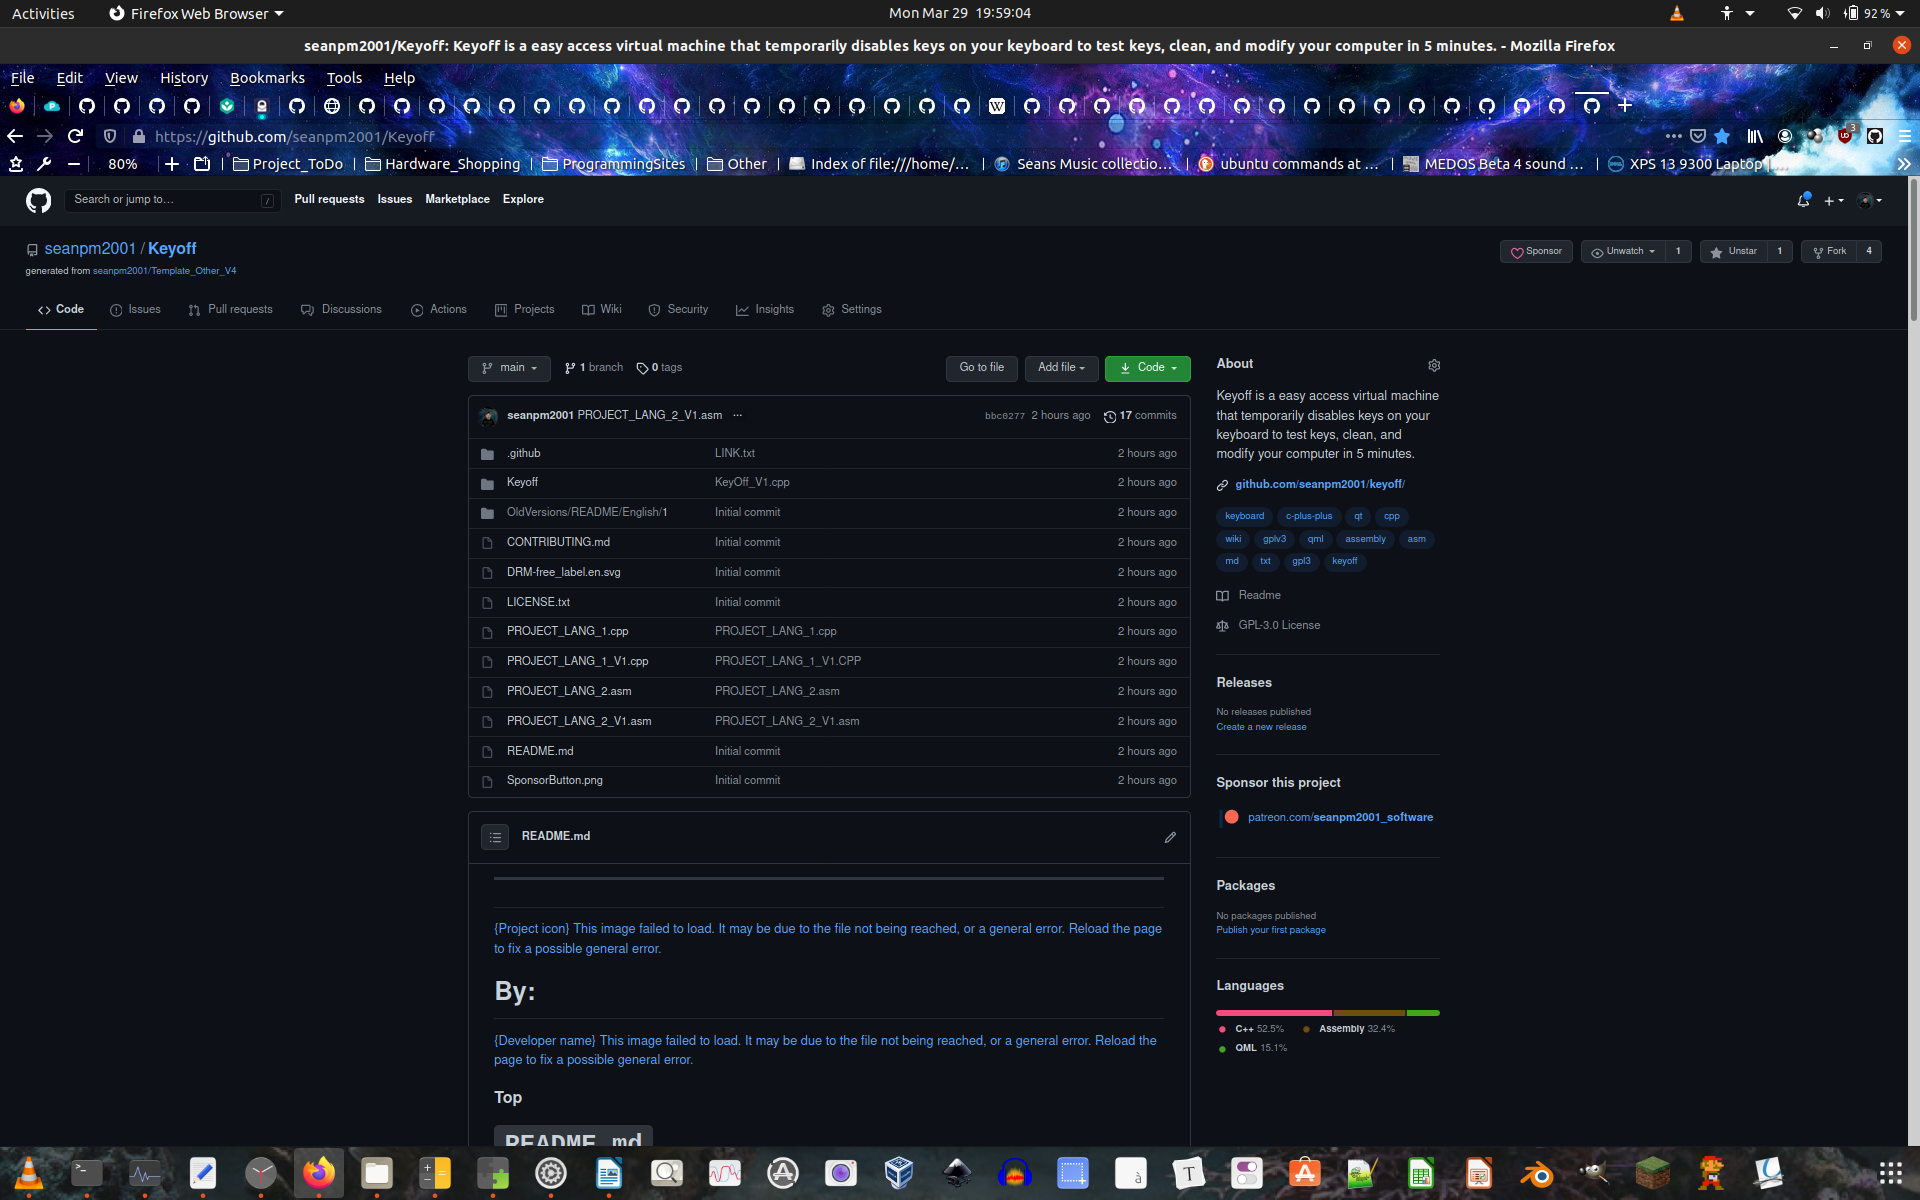 Activities Firefox Web Browser Mon Mar 29 19:59:04 92 %
seanpm2001/Keyoff: Keyoff is a easy access virtual machine that temporarily disables keys on your keyboard to test keys, clean, and modify your computer in 5 minutes. - Mozilla Firefox
File Edit View History Bookmarks Tools Help
https://github.com/seanpm2001/Keyoff 3
80% Project_ToDo Hardware_Shopping ProgrammingSites Other Index of file:///home/… Seans Music collectio… ubuntu commands at … MEDOS Beta 4 sound … XPS 13 9300 Laptop
Search or jump to… / Pull requests Issues Marketplace Explore
seanpm2001 / Keyoff Sponsor Unwatch 1 Unstar 1 Fork 4
generated from seanpm2001/Template_Other_V4
Code Issues Pull requests Discussions Actions Projects Wiki Security Insights Settings
main 1 branch 0 tags Go to file Add file Code
seanpm2001 PROJECT_LANG_2_V1.asm … bbc0277 2 hours ago 17 commits
.github LINK.txt 2 hours ago
Keyoff KeyOff_V1.cpp 2 hours ago
OldVersions/README/English/1 Initial commit 2 hours ago
CONTRIBUTING.md Initial commit 2 hours ago
DRM-free_label.en.svg Initial commit 2 hours ago
LICENSE.txt Initial commit 2 hours ago
PROJECT_LANG_1.cpp PROJECT_LANG_1.cpp 2 hours ago
PROJECT_LANG_1_V1.cpp PROJECT_LANG_1_V1.CPP 2 hours ago
PROJECT_LANG_2.asm PROJECT_LANG_2.asm 2 hours ago
PROJECT_LANG_2_V1.asm PROJECT_LANG_2_V1.asm 2 hours ago
README.md Initial commit 2 hours ago
SponsorButton.png Initial commit 2 hours ago
README.md
{Project icon} This image failed to load. It may be due to the file not being reached, or a general error. Reload the page
to fix a possible general error.
By:
{Developer name} This image failed to load. It may be due to the file not being reached, or a general error. Reload the
page to fix a possible general error.
Top
README.md
About
Keyoff is a easy access virtual machine
that temporarily disables keys on your
keyboard to test keys, clean, and
modify your computer in 5 minutes.
github.com/seanpm2001/keyoff/
keyboard c-plus-plus qt cpp
wiki gplv3 qml assembly asm
md txt gpl3 keyoff
Readme
GPL-3.0 License
Releases
No releases published
Create a new release
Sponsor this project
patreon.com/seanpm2001_software
Packages
No packages published
Publish your first package
Languages
C++ 52.5% Assembly 32.4%
QML 15.1%